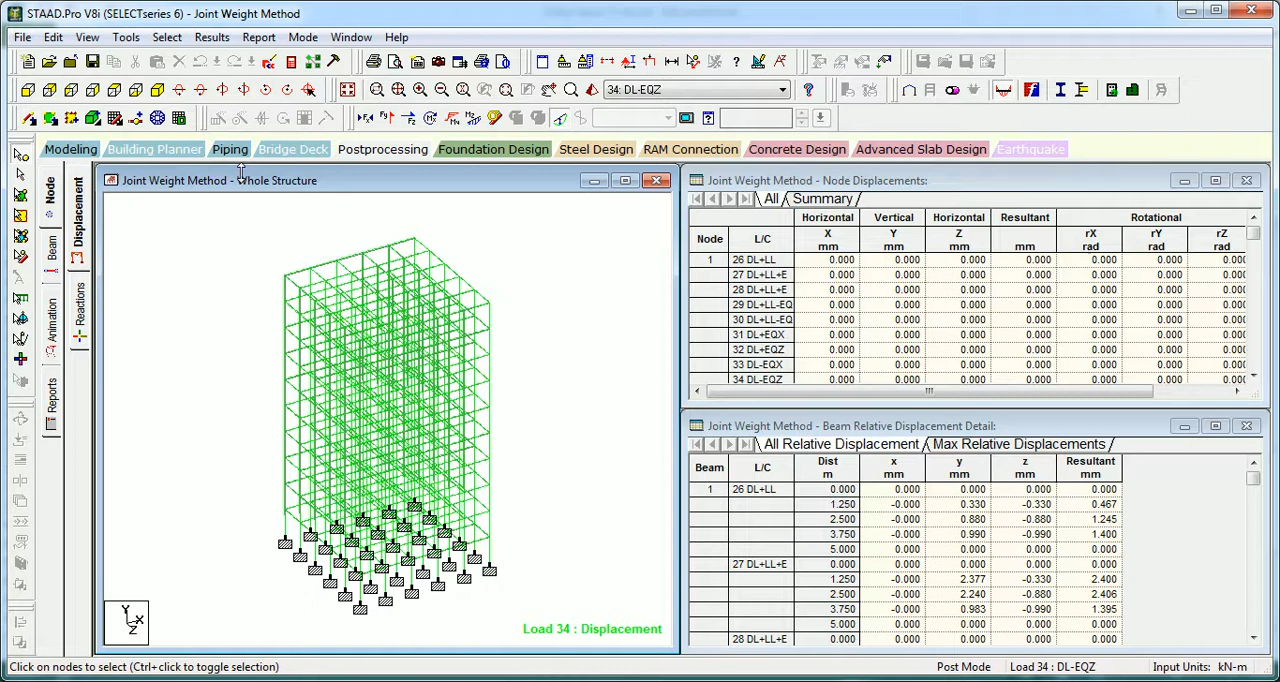 STAAD.Pro V8i (SELECTseries 6) - Joint Weight Method
File Edit View Tools Select Results Report Mode Window Help
34: DL-EQZ
Modeling Building Planner Piping Bridge Deck Postprocessing Foundation Design Steel Design RAM Connection Concrete Design Advanced Slab Design Earthquake
Node
Beam
Animation
Reports
Displacement
Reactions
Joint Weight Method - Whole Structure
Y
X
Z
Load 34 : Displacement
Joint Weight Method - Node Displacements:
All Summary
Horizontal Vertical Horizontal Resultant Rotational
Node L/C X mm Y mm Z mm mm rX rad rY rad rZ rad
1 26 DL+LL 0.000 0.000 0.000 0.000 0.000 0.000 0.000
27 DL+LL+E 0.000 0.000 0.000 0.000 0.000 0.000 0.000
28 DL+LL+E 0.000 0.000 0.000 0.000 0.000 0.000 0.000
29 DL+LL-EQ 0.000 0.000 0.000 0.000 0.000 0.000 0.000
30 DL+LL-EQ 0.000 0.000 0.000 0.000 0.000 0.000 0.000
31 DL+EQX 0.000 0.000 0.000 0.000 0.000 0.000 0.000
32 DL+EQZ 0.000 0.000 0.000 0.000 0.000 0.000 0.000
33 DL-EQX 0.000 0.000 0.000 0.000 0.000 0.000 0.000
34 DL-EQZ 0.000 0.000 0.000 0.000 0.000 0.000 0.000
Joint Weight Method - Beam Relative Displacement Detail:
All Relative Displacement Max Relative Displacements
Beam L/C Dist m x mm y mm z mm Resultant mm
1 26 DL+LL 0.000 0.000 0.000 0.000 0.000
1.250 -0.000 0.330 -0.330 0.467
2.500 -0.000 0.880 -0.880 1.245
3.750 -0.000 0.990 -0.990 1.400
5.000 0.000 0.000 0.000 0.000
27 DL+LL+E 0.000 0.000 0.000 0.000 0.000
1.250 -0.000 2.377 -0.330 2.400
2.500 -0.000 2.240 -0.880 2.406
3.750 -0.000 0.983 -0.990 1.395
5.000 0.000 0.000 0.000 0.000
28 DL+LL+E 0.000 0.000 0.000 0.000 0.000
Click on nodes to select (Ctrl+click to toggle selection) Post Mode Load 34 : DL-EQZ Input Units: kN-m